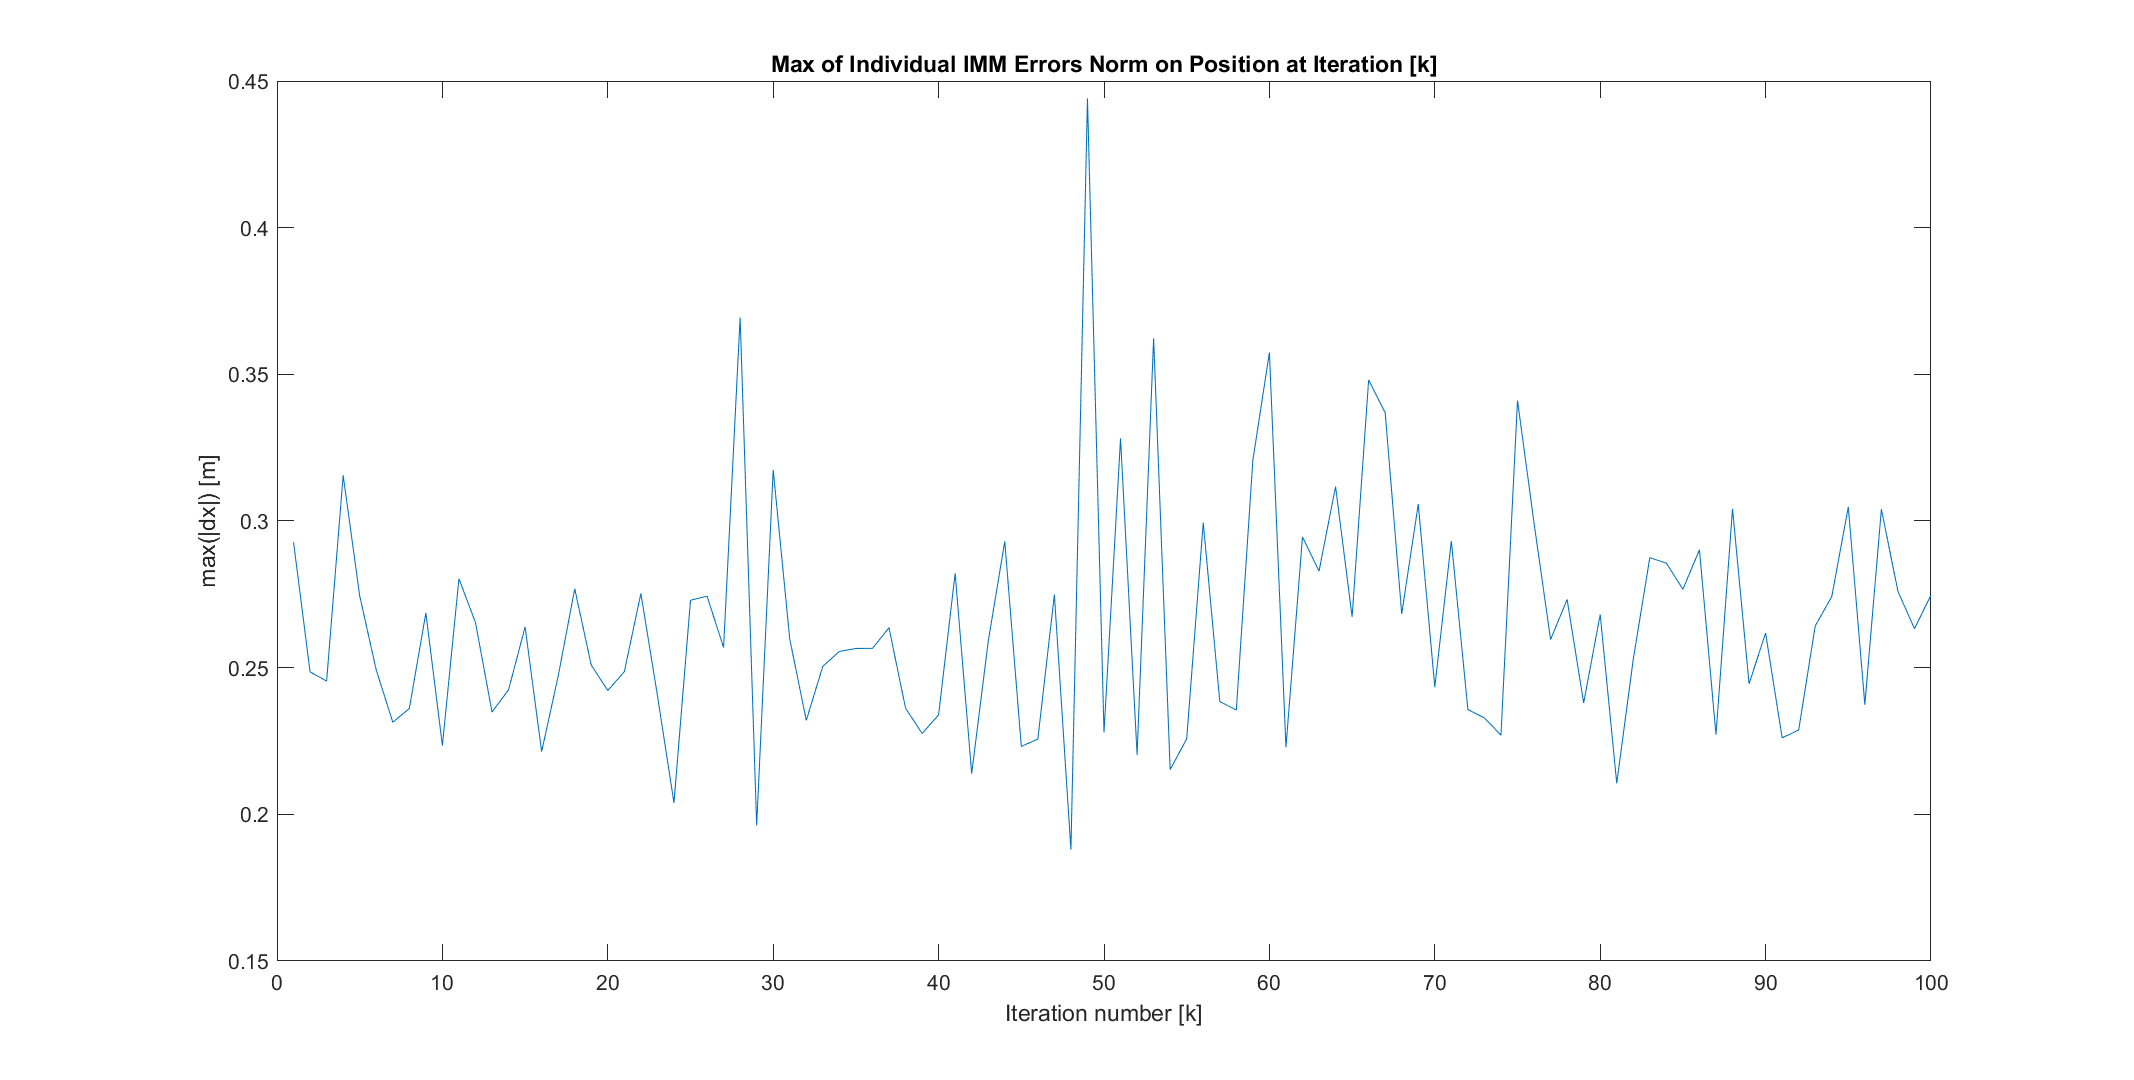 Max of Individual IMM Errors Norm on Position at Iteration [k]
0.45
0.4
0.35
0.3
0.25
0.2
0.15
max(|dx|) [m]
0 10 20 30 40 50 60 70 80 90 100
Iteration number [k]